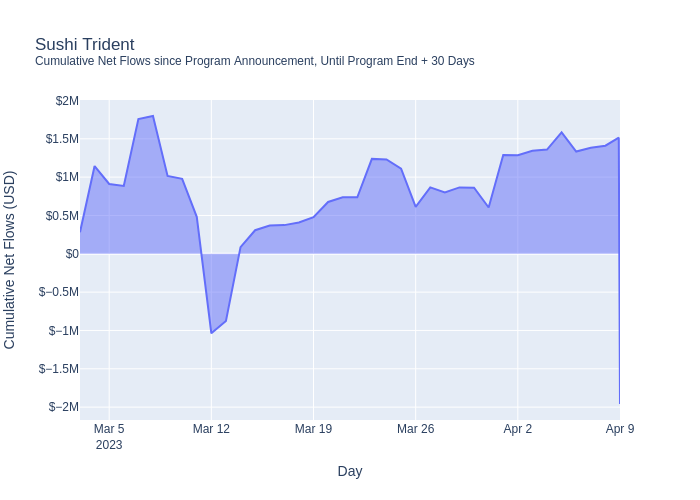 Sushi Trident
Cumulative Net Flows since Program Announcement, Until Program End + 30 Days
Cumulative Net Flows (USD)
$2M
$1.5M
$1M
$0.5M
$0
$−0.5M
$−1M
$−1.5M
$−2M
Mar 5
2023
Mar 12
Mar 19
Mar 26
Apr 2
Apr 9
Day